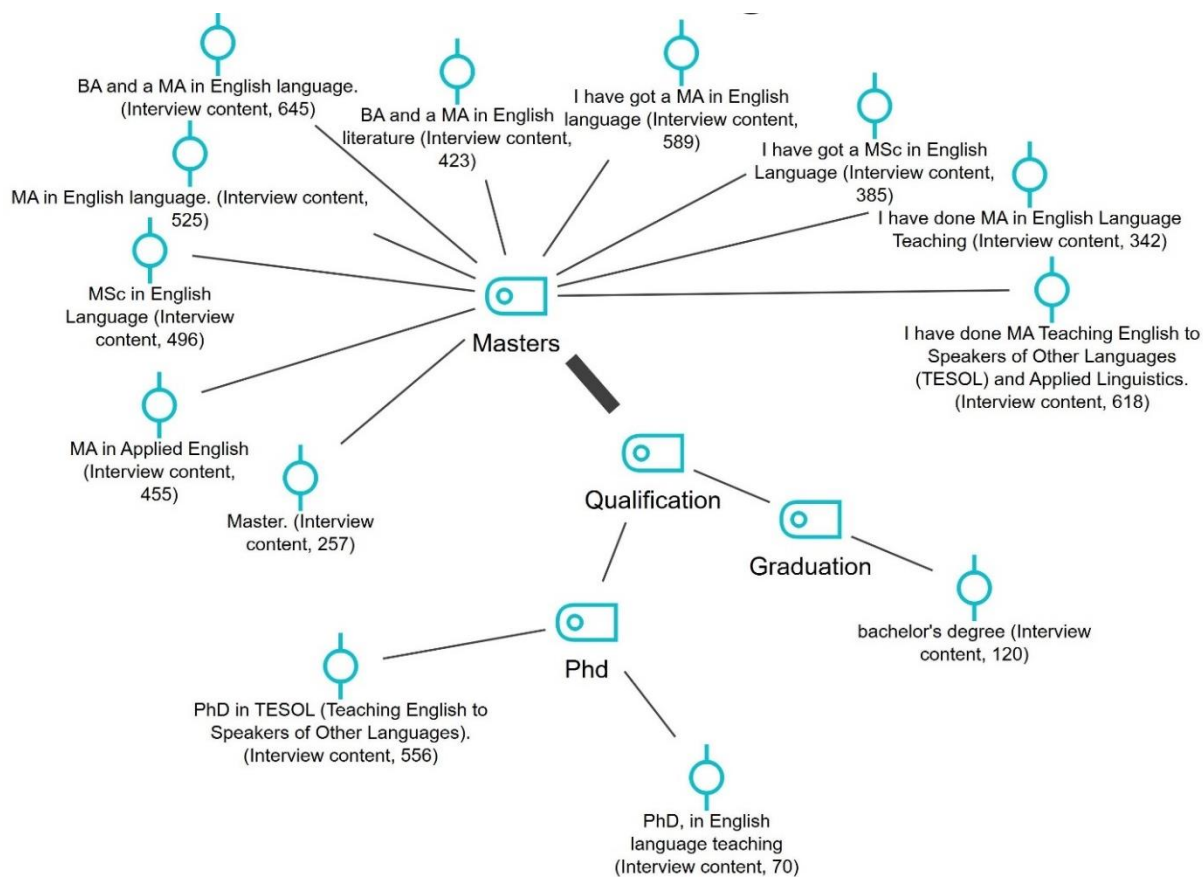 BA and a MA in English language.
(Interview content, 645)
BA and a MA in English
literature (Interview content,
423)
I have got a MA in English
language (Interview content,
589)
I have got a MSc in English
Language (Interview content,
385)
MA in English language. (Interview content,
525)
I have done MA in English Language
Teaching (Interview content, 342)
MSc in English
Language (Interview
content, 496)
Masters
I have done MA Teaching English to
Speakers of Other Languages
(TESOL) and Applied Linguistics.
(Interview content, 618)
MA in Applied English
(Interview content,
455)
Master. (Interview
content, 257)
Qualification
Graduation
bachelor's degree (Interview
content, 120)
Phd
PhD in TESOL (Teaching English to
Speakers of Other Languages).
(Interview content, 556)
PhD, in English
language teaching
(Interview content, 70)